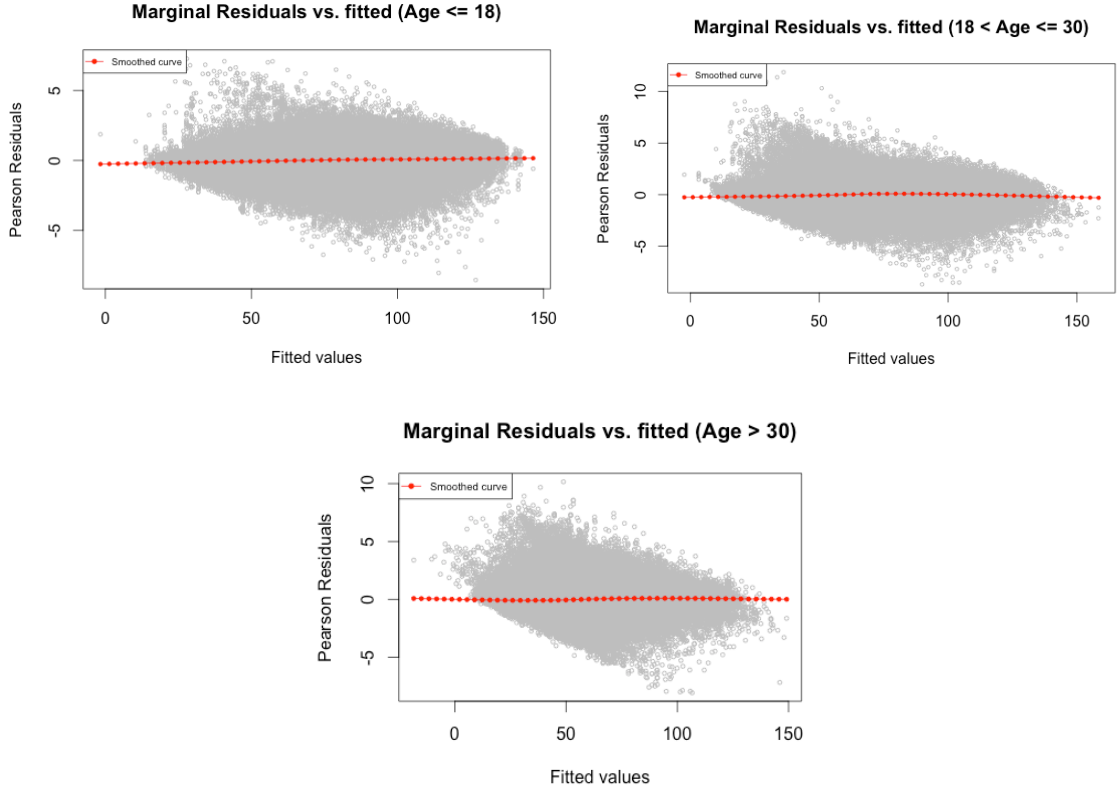 Marginal Residuals vs. fitted (Age <= 18)
Smoothed curve
Pearson Residuals
5
0
-5
0
50
100
150
Fitted values
Marginal Residuals vs. fitted (18 < Age <= 30)
Smoothed curve
Pearson Residuals
10
5
0
-5
0
50
100
150
Fitted values
Marginal Residuals vs. fitted (Age > 30)
Smoothed curve
Pearson Residuals
10
5
0
-5
0
50
100
150
Fitted values